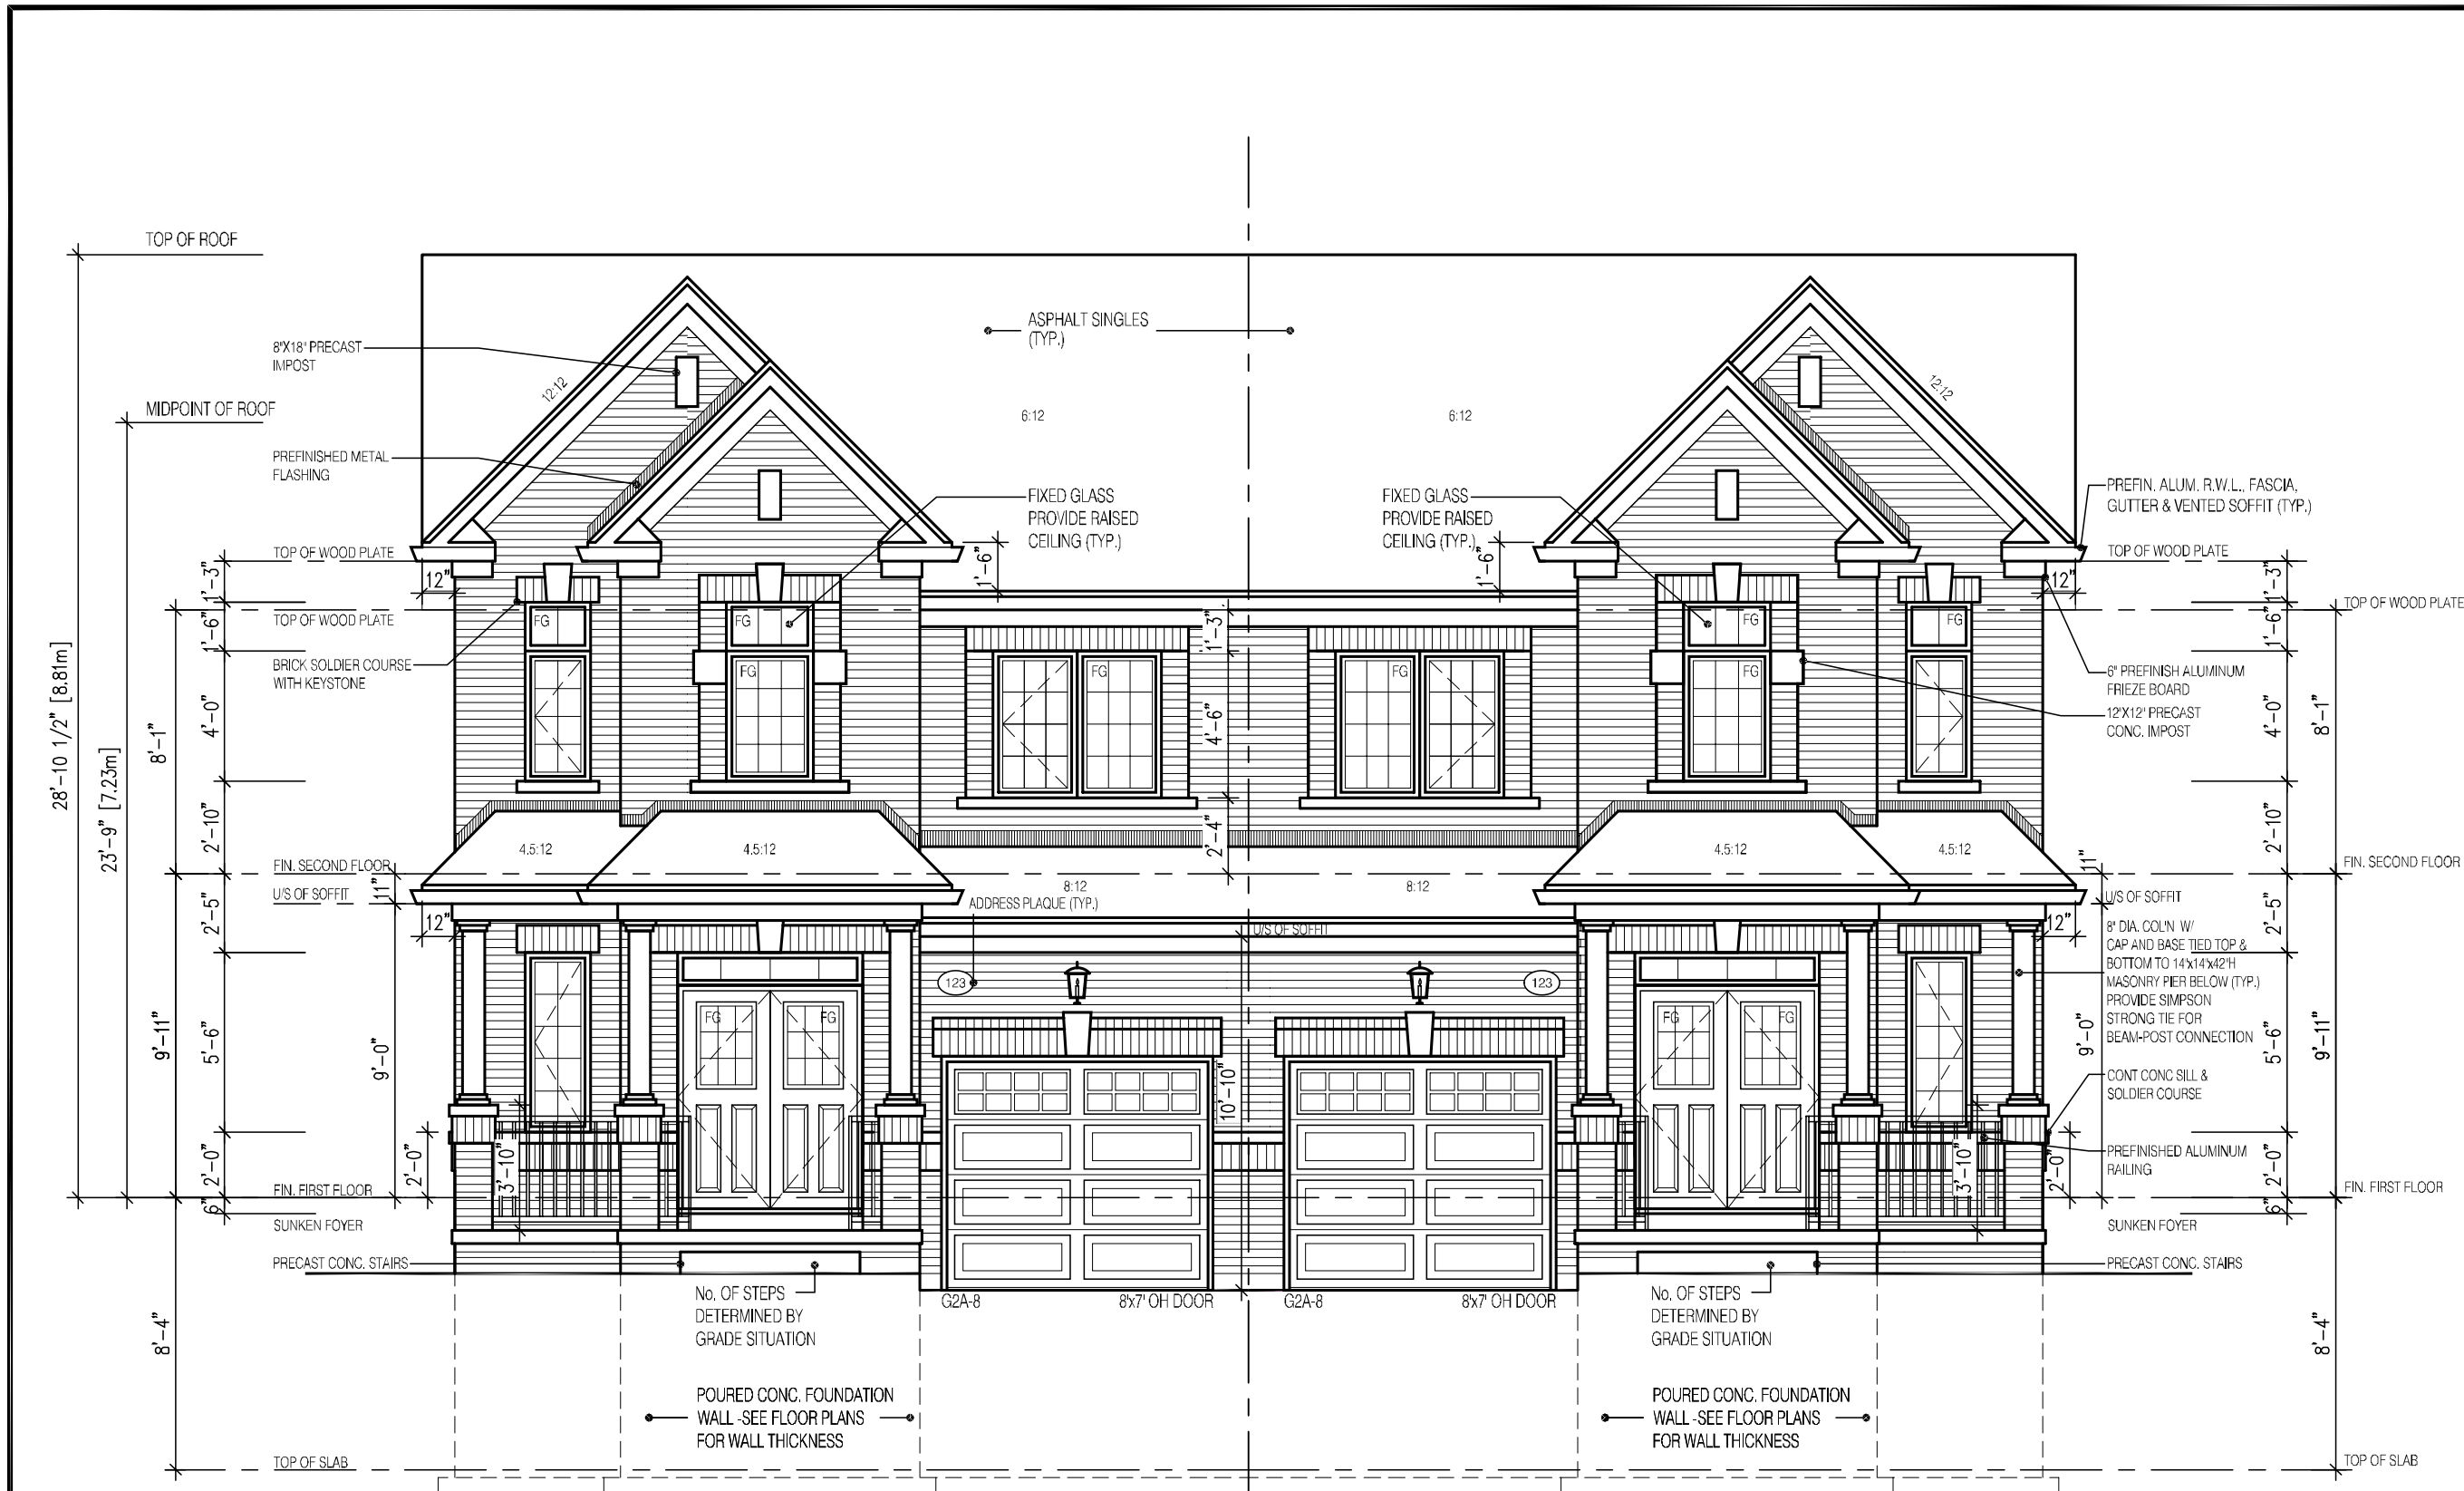 TOP OF ROOF
ASPHALT SINGLES
(TYP.)
8"X18" PRECAST
IMPOST
12:12
12:12
MIDPOINT OF ROOF
6:12
6:12
PREFINISHED METAL
FLASHING
FIXED GLASS
PROVIDE RAISED
CEILING (TYP.)
FIXED GLASS
PROVIDE RAISED
CEILING (TYP.)
PREFIN. ALUM. R.W.L., FASCIA,
GUTTER & VENTED SOFFIT (TYP.)
TOP OF WOOD PLATE
TOP OF WOOD PLATE
1'-6"
1'-6"
12"
12"
1'-3"
1'-3"
TOP OF WOOD PLATE
TOP OF WOOD PLATE
FG
FG
FG
FG
1'-6"
1'-3"
1'-6"
BRICK SOLDIER COURSE
WITH KEYSTONE
FG
FG
FG
FG
6" PREFINISH ALUMINUM
FRIEZE BOARD
12"X12" PRECAST
CONC. IMPOST
28'-10 1/2" [8.81m]
23'-9" [7.23m]
8'-1"
4'-0"
4'-6"
4'-0"
8'-1"
2'-10"
2'-4"
2'-10"
4.5:12
4.5:12
4.5:12
4.5:12
FIN. SECOND FLOOR
FIN. SECOND FLOOR
8:12
8:12
U/S OF SOFFIT
11"
11"
U/S OF SOFFIT
ADDRESS PLAQUE (TYP.)
2'-5"
12"
12"
2'-5"
U/S OF SOFFIT
8" DIA. COL'N W/
CAP AND BASE TIED TOP &
BOTTOM TO 14"x14"x42"H
MASONRY PIER BELOW (TYP.)
PROVIDE SIMPSON
STRONG TIE FOR
BEAM-POST CONNECTION
123
123
FG
FG
FG
FG
9'-11"
5'-6"
9'-0"
10'-10"
9'-0"
5'-6"
9'-11"
CONT CONC SILL &
SOLDIER COURSE
PREFINISHED ALUMINUM
RAILING
2'-0"
2'-0"
3'-10"
3'-10"
2'-0"
2'-0"
FIN. FIRST FLOOR
FIN. FIRST FLOOR
6"
6"
SUNKEN FOYER
SUNKEN FOYER
PRECAST CONC. STAIRS
PRECAST CONC. STAIRS
G2A-8
8'x7' OH DOOR
G2A-8
8'x7' OH DOOR
No. OF STEPS
DETERMINED BY
GRADE SITUATION
No. OF STEPS
DETERMINED BY
GRADE SITUATION
8'-4"
8'-4"
POURED CONC. FOUNDATION
WALL -SEE FLOOR PLANS
FOR WALL THICKNESS
POURED CONC. FOUNDATION
WALL -SEE FLOOR PLANS
FOR WALL THICKNESS
TOP OF SLAB
TOP OF SLAB